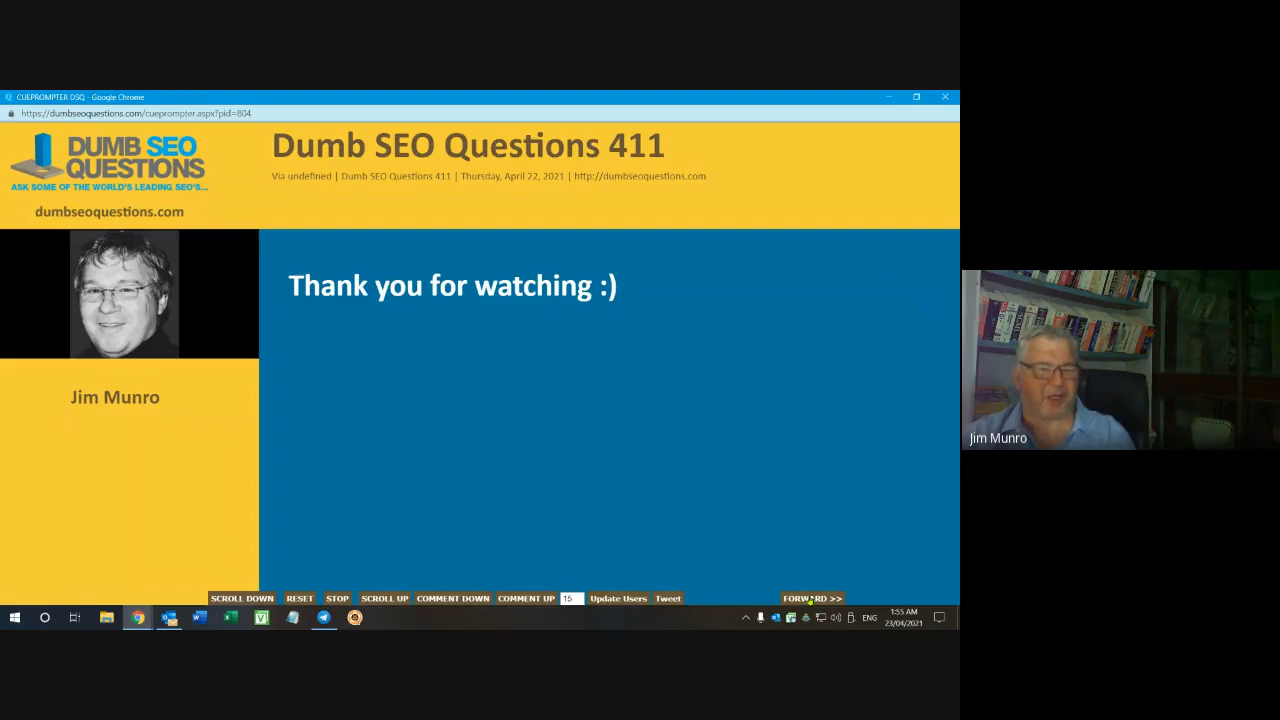 CUEPROMPTER DSQ - Google Chrome
https://dumbseoquestions.com/cueprompter.aspx?pid=804
DUMB SEO
QUESTIONS
ASK SOME OF THE WORLD'S LEADING SEO'S...
dumbseoquestions.com
Dumb SEO Questions 411
Via undefined | Dumb SEO Questions 411 | Thursday, April 22, 2021 | http://dumbseoquestions.com
Thank you for watching :)
Jim Munro
Jim Munro
SCROLL DOWN RESET STOP SCROLL UP COMMENT DOWN COMMENT UP 15 Update Users Tweet FORWARD >>
ENG
1:55 AM
23/04/2021